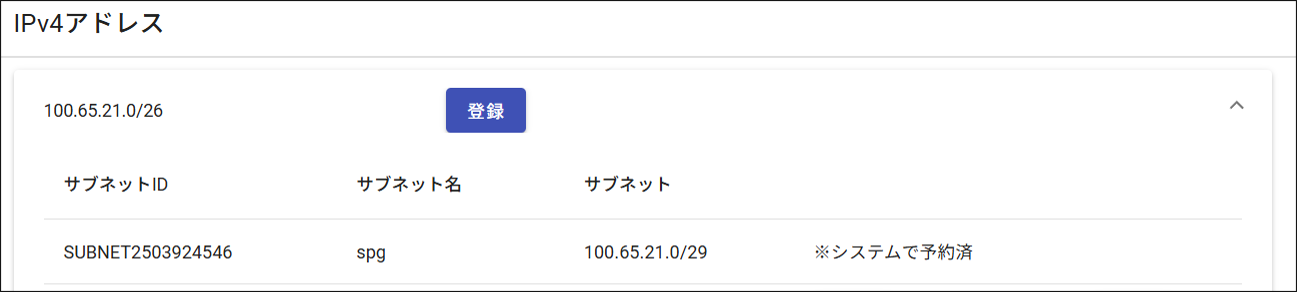 IPv4アドレス
100.65.21.0/26 登録
サブネットID サブネット名 サブネット
SUBNET2503924546 spg 100.65.21.0/29 ※システムで予約済